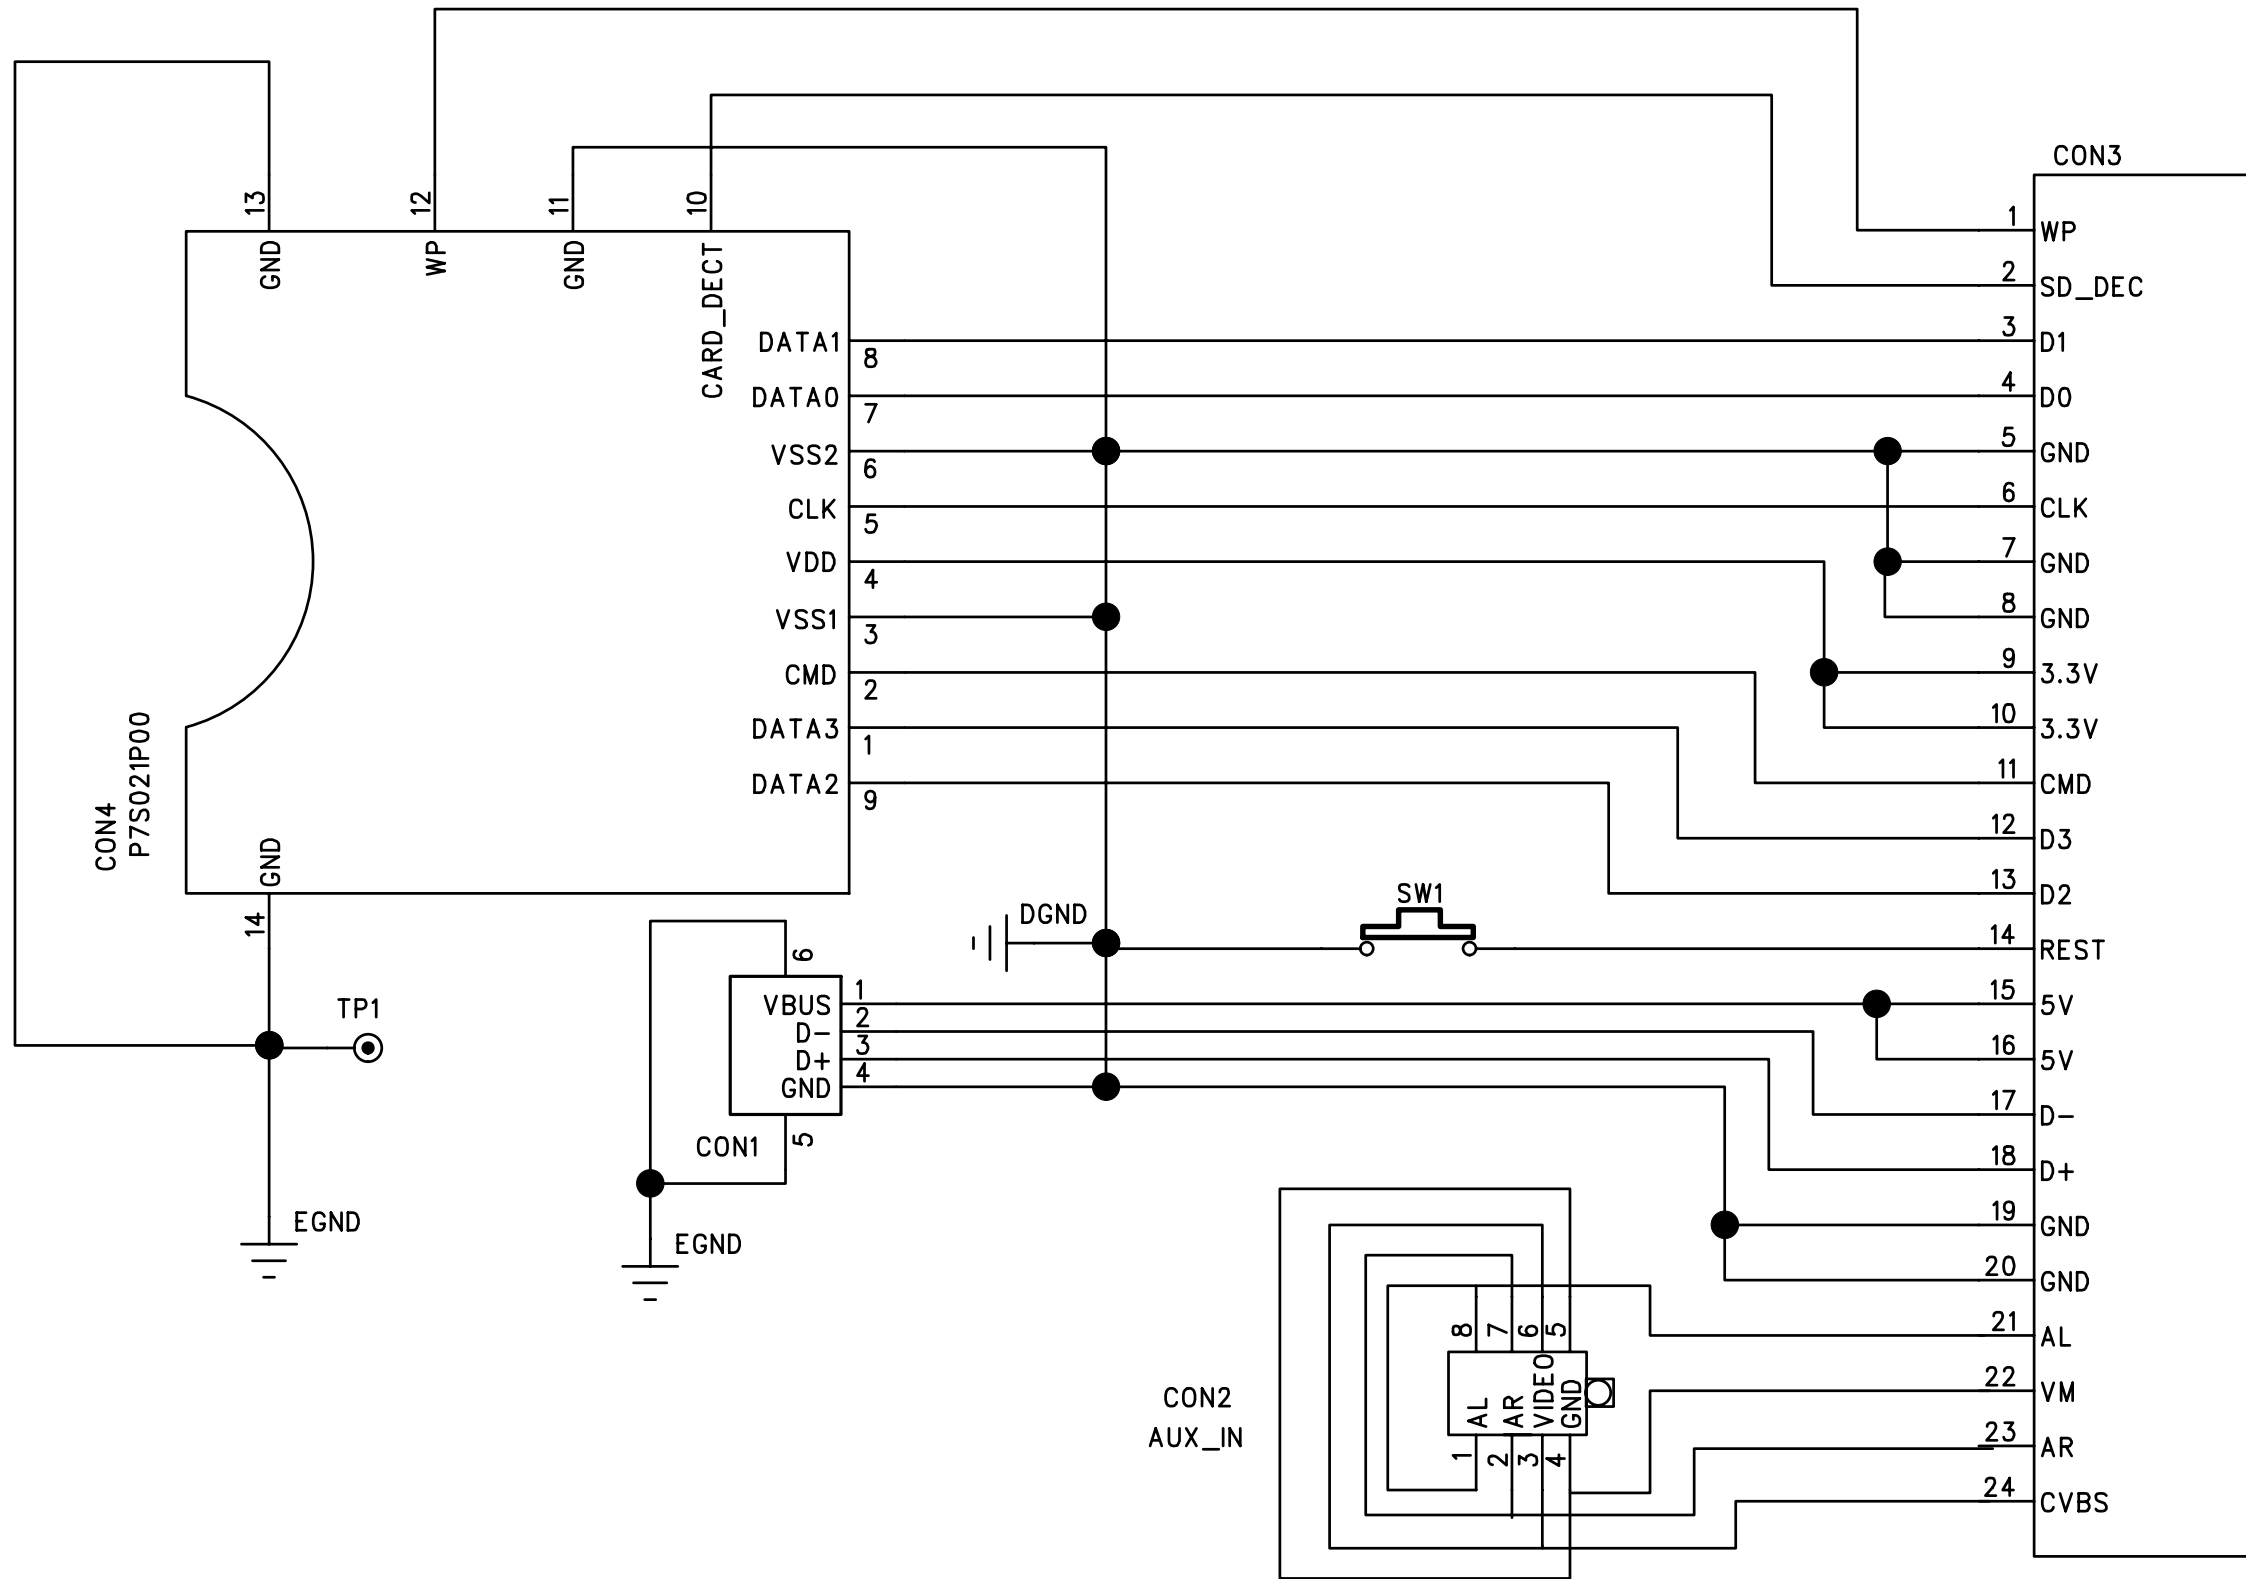 CON3
13
12
11
10
GND
WP
GND
CARD_DECT
DATA1
8
DATA0
7
VSS2
6
CLK
5
VDD
4
VSS1
3
CMD
2
DATA3
1
DATA2
9
CON4
P7S021P00
GND
14
TP1
EGND
1 WP
2 SD_DEC
3 D1
4 D0
5 GND
6 CLK
7 GND
8 GND
9 3.3V
10 3.3V
11 CMD
12 D3
13 D2
14 REST
15 5V
16 5V
17 D-
18 D+
19 GND
20 GND
21 AL
22 VM
23 AR
24 CVBS
DGND
SW1
6
VBUS 1
D- 2
D+ 3
GND 4
CON1
5
EGND
CON2
AUX_IN
8
7
6
5
AL
AR
VIDEO
GND
1
2
3
4